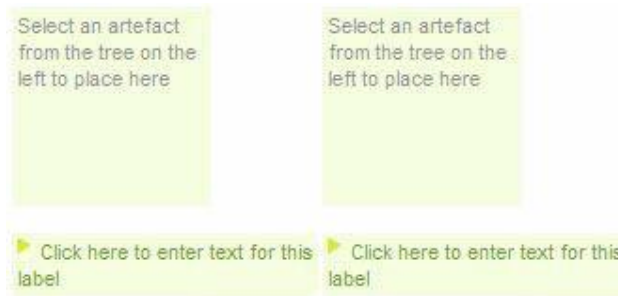 Select an artefact
from the tree on the
left to place here
Select an artefact
from the tree on the
left to place here
Click here to enter text for this
label
Click here to enter text for this
label